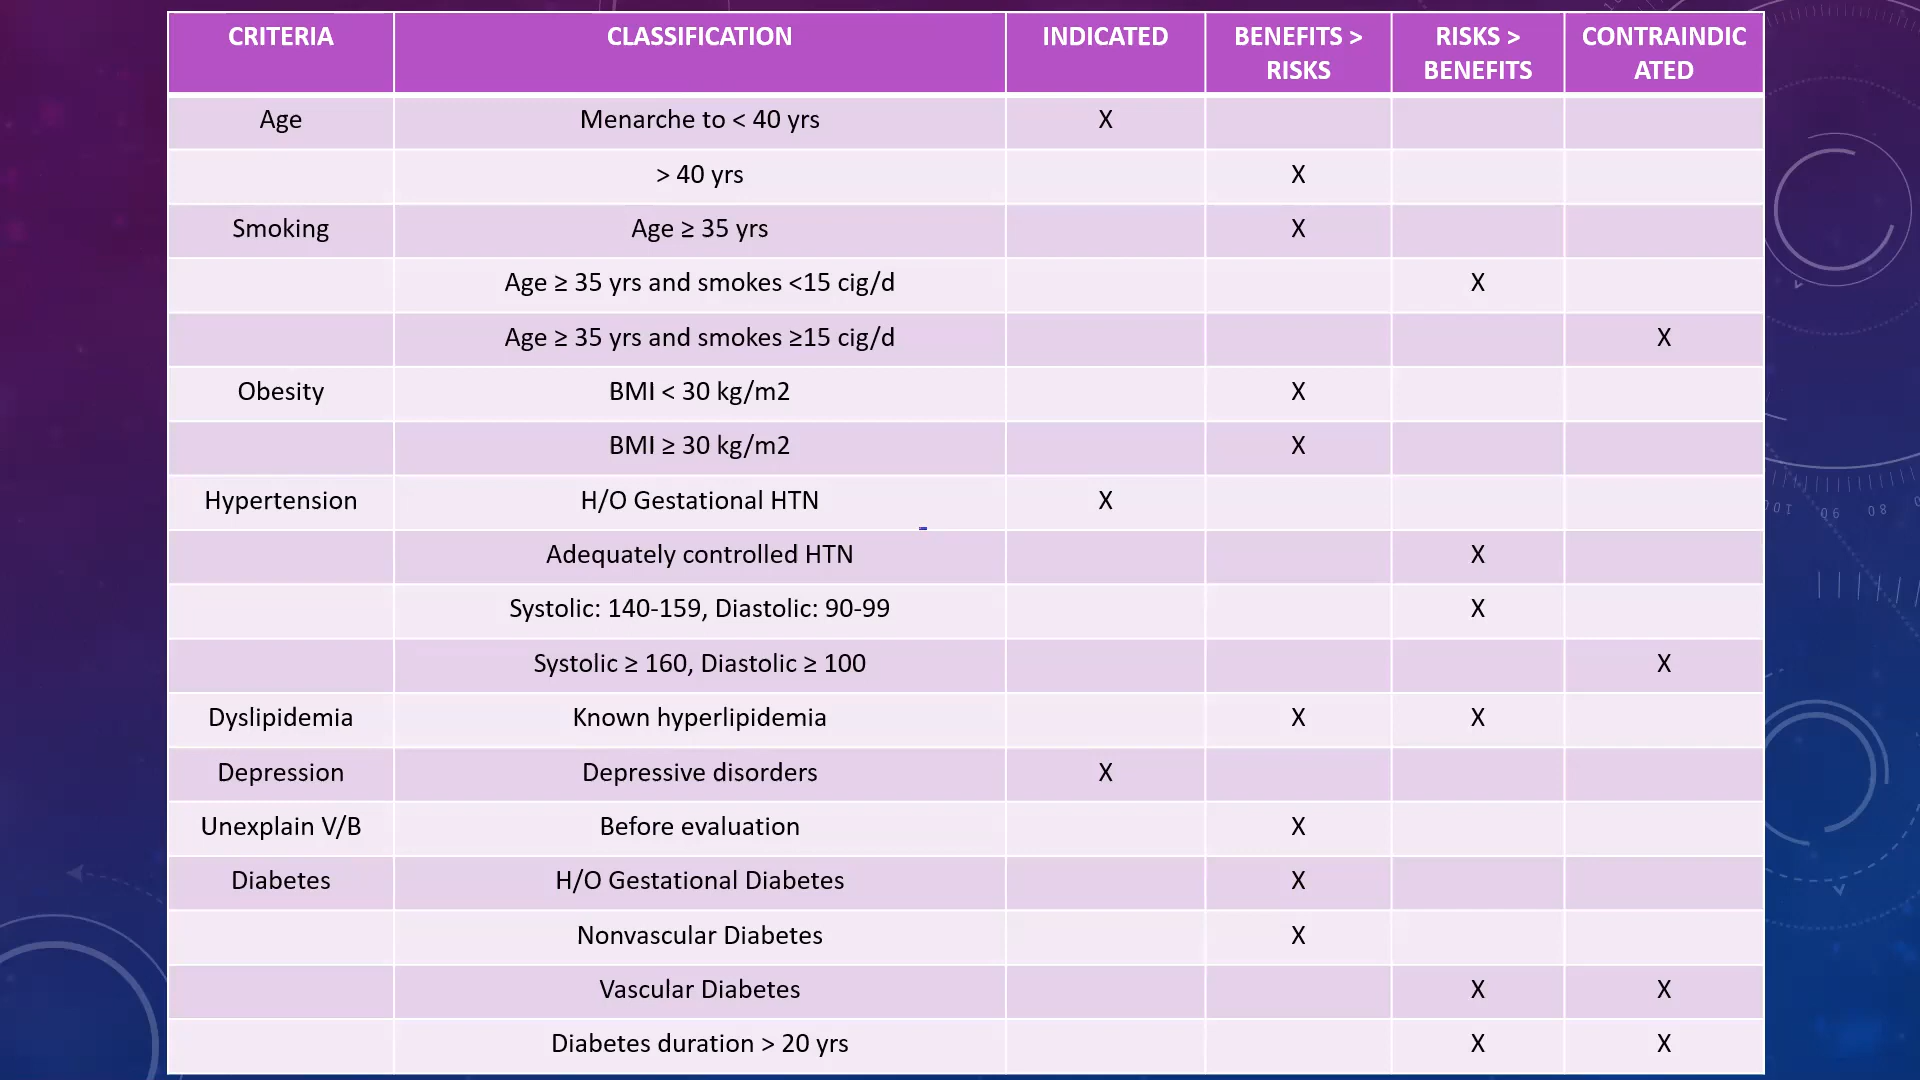 CRITERIA CLASSIFICATION INDICATED BENEFITS > RISKS RISKS > BENEFITS CONTRAINDIC ATED
Age Menarche to < 40 yrs X
> 40 yrs X
Smoking Age ≥ 35 yrs X
Age ≥ 35 yrs and smokes <15 cig/d X
Age ≥ 35 yrs and smokes ≥15 cig/d X
Obesity BMI < 30 kg/m2 X
BMI ≥ 30 kg/m2 X
Hypertension H/O Gestational HTN X
Adequately controlled HTN X
Systolic: 140-159, Diastolic: 90-99 X
Systolic ≥ 160, Diastolic ≥ 100 X
Dyslipidemia Known hyperlipidemia X X
Depression Depressive disorders X
Unexplain V/B Before evaluation X
Diabetes H/O Gestational Diabetes X
Nonvascular Diabetes X
Vascular Diabetes X X
Diabetes duration > 20 yrs X X